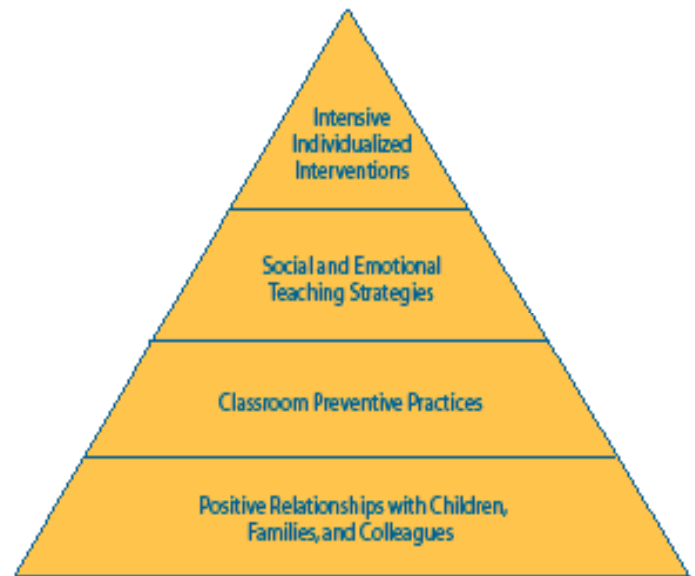 Intensive
Individualized
Interventions
Social and Emotional
Teaching Strategies
Classroom Preventive Practices
Positive Relationships with Children,
Families, and Colleagues